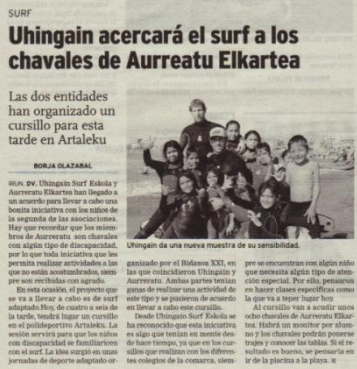 SURF
Uhingain acercará el surf a los
chavales de Aurreatu Elkartea
Las dos entidades
han organizado un
cursillo para esta
tarde en Artaleku
BORJA OLAZABAL
IRUN. DV. Uhingain Surf Eskola y
Aurreratu Elkartea han llegado a
un acuerdo para llevar a cabo una
bonita iniciativa con los niños de
la segunda de las asociaciones.
Hay que recordar que los miem-
bros de Aurreratu son chavales
con algún tipo de discapacidad,
por lo que toda iniciativa que les
permita realizar actividades a las
que no están acostumbrados, siem-
pre son recibidas con agrado.
En esta ocasión, el proyecto que
se va a llevar a cabo es de surf
adaptado. Hoy, de cuatro a seis de
la tarde, tendrá lugar un cursillo
en el polideportivo Artaleku. La
sesión servirá para que los niños
con discapacidad se familiaricen
con el surf. La idea surgió en unas
jornadas de deporte adaptado or-
Uhingain da una nueva muestra de su sensibilidad.
ganizado por el Bidasoa XXI, en
las que coincidieron Uhingain y
Aurreratu. Ambas partes tenían
ganas de realizar una actividad de
este tipo y se pusieron de acuerdo
en llevar a cabo este cursillo.
Desde Uhingain Surf Eskola se
ha reconocido que esta iniciativa
es algo que tenían en mente des-
de hace tiempo, ya que en los cur-
sillos que realizan con los diferen-
tes colegios de la comarca, siem-
pre se encuentran con algún niño
que necesita algún tipo de aten-
ción especial. Por ello, pensaron
en hacer clases específicas como
la que va a tener lugar hoy.
Al cursillo van a acudir unos
ocho chavales de Aurreratu Elkar-
tea. Habrá un monitor por alum-
no y los chavales podrán ponerse
trajes y conocer las tablas. Si el re-
sultado es bueno, se pensaría en
ir de la piscina a la playa.